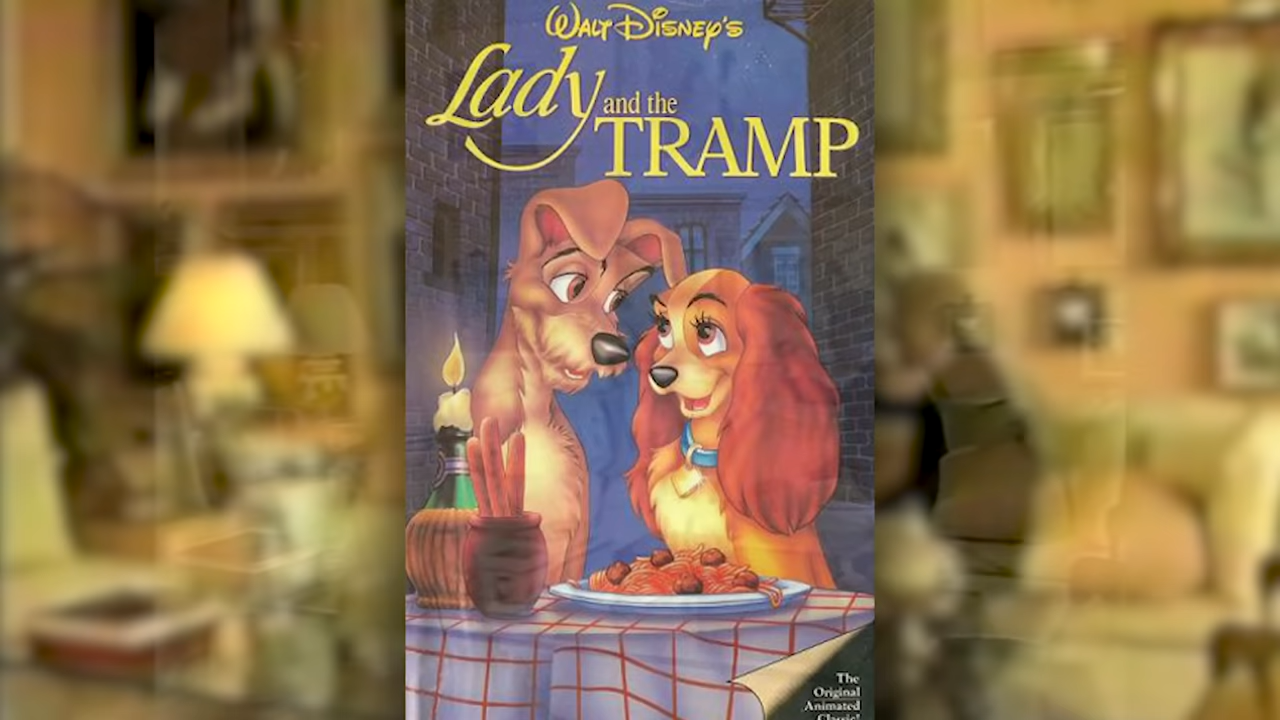 WALT DISNEY'S
Lady
and the
TRAMP
The
Original
Animated
Classic!